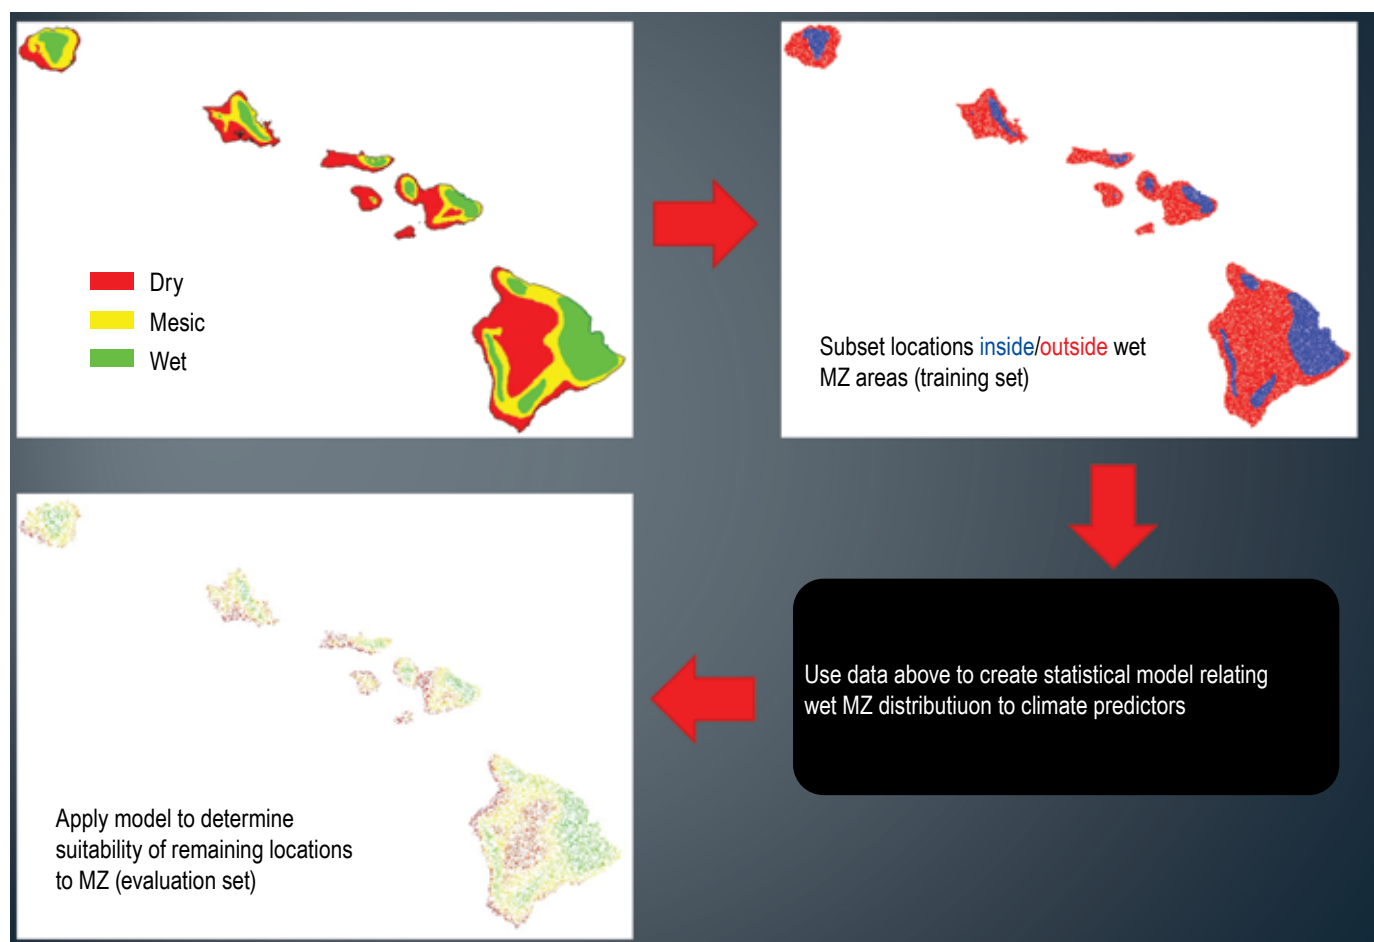 Dry
Mesic
Wet
Subset locations inside/outside wet
MZ areas (training set)
Use data above to create statistical model relating
wet MZ distributiuon to climate predictors
Apply model to determine
suitability of remaining locations
to MZ (evaluation set)